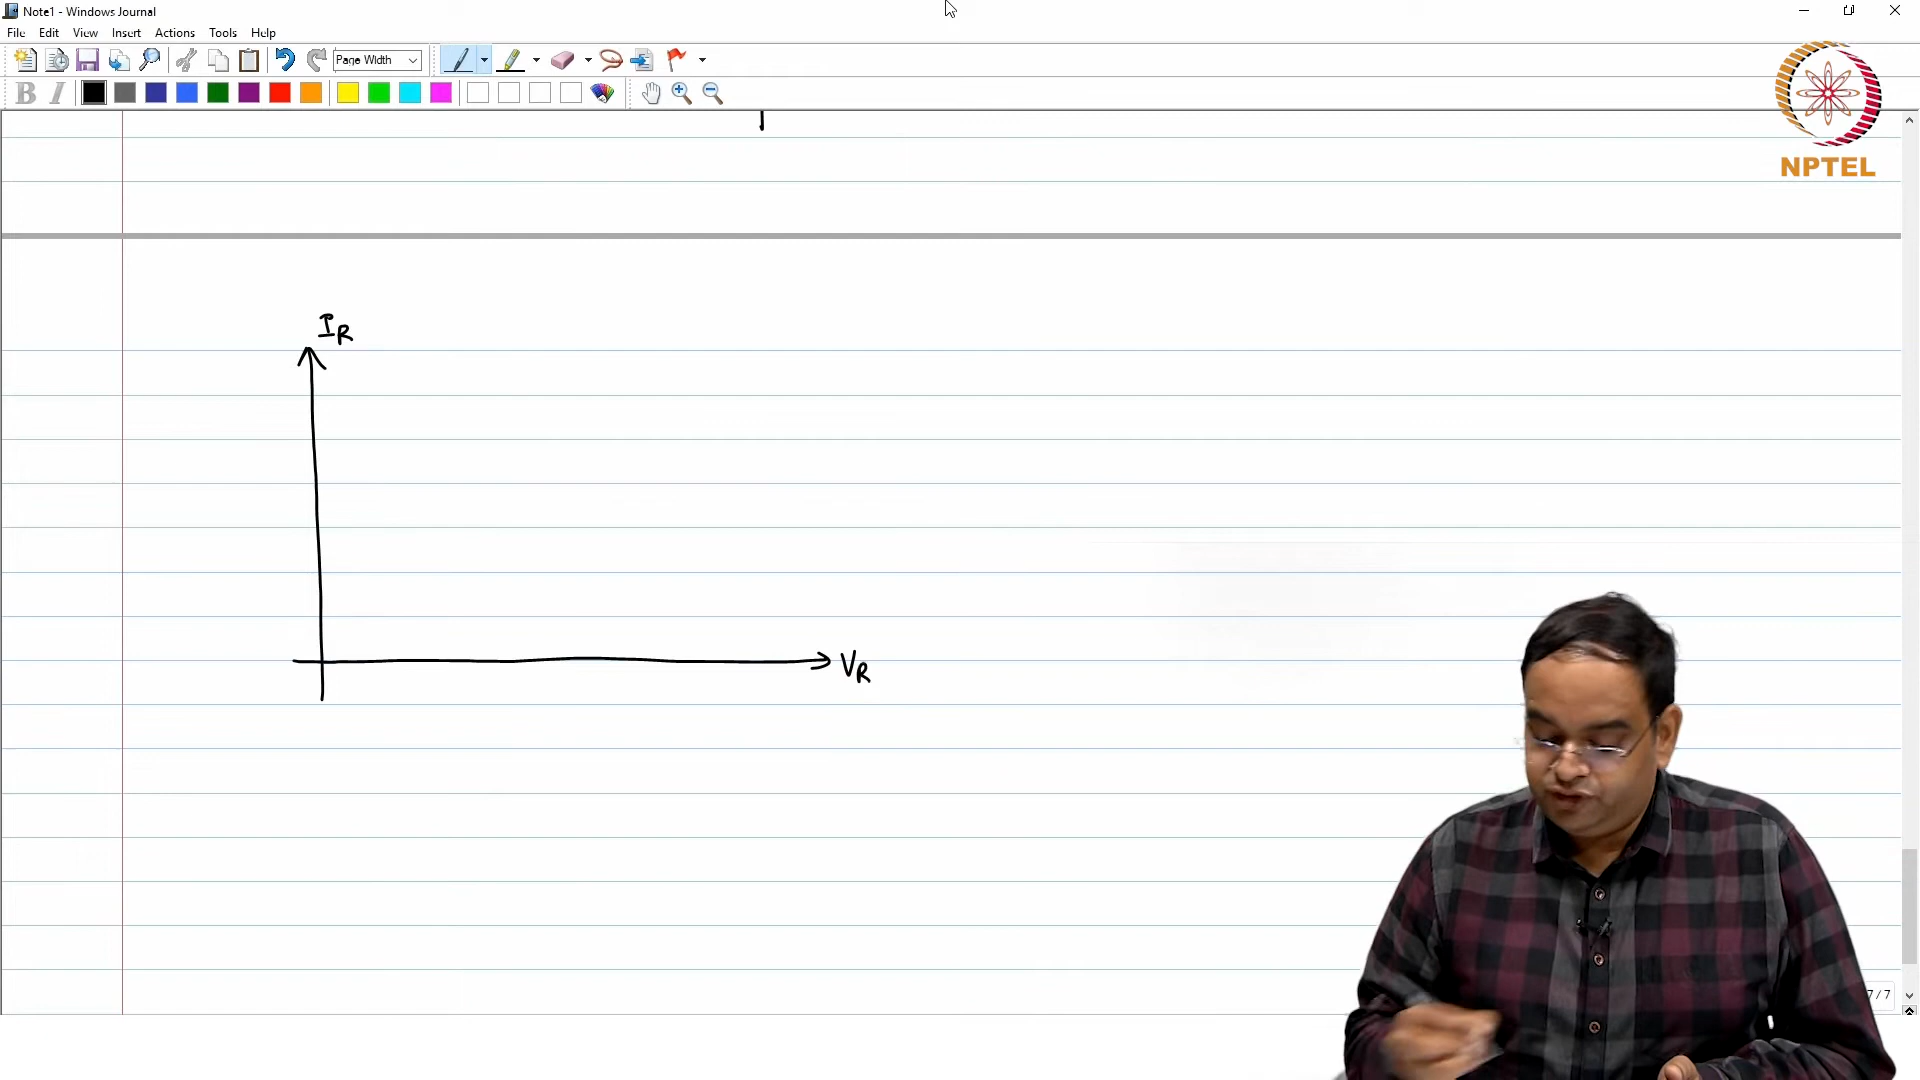 Note1 - Windows Journal
File Edit View Insert Actions Tools Help
Page Width
B I
NPTEL
I_R
V_R
7 / 7